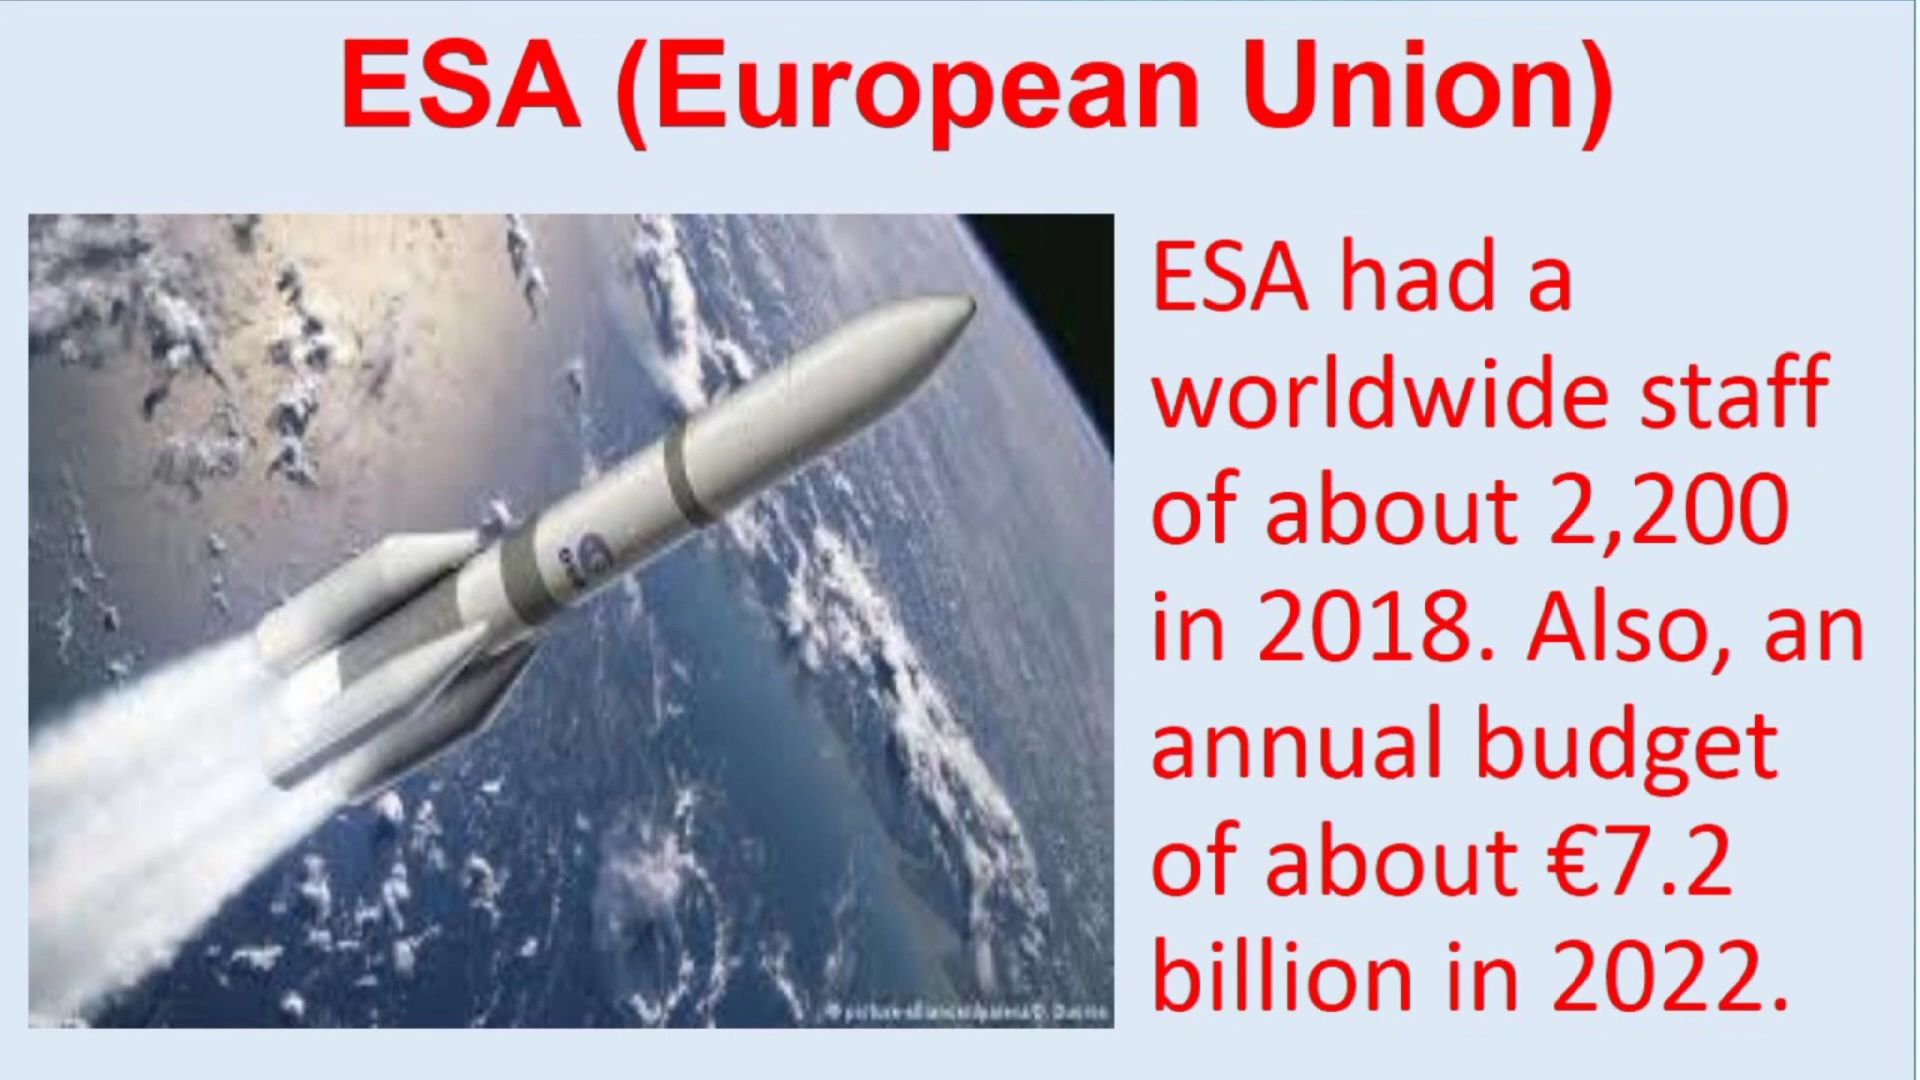 ESA (European Union)
ESA had a
worldwide staff
of about 2,200
in 2018. Also, an
annual budget
of about €7.2
billion in 2022.